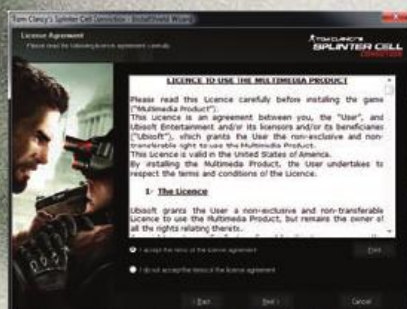 Tom Clancy's Splinter Cell Conviction - InstallShield Wizard
License Agreement
Please read the following license agreement carefully.
TOM CLANCY'S
SPLINTER CELL
CONVICTION
LICENCE TO USE THE MULTIMEDIA PRODUCT
Please read this Licence carefully before installing the game
("Multimedia Product").
This Licence is an agreement between you, the "User", and
Ubisoft Entertainment and/or its licensors and/or its beneficiaries
("Ubisoft"), which grants the User the non-exclusive and non-
transferable right to use the Multimedia Product.
This Licence is valid in the United States of America.
By installing the Multimedia Product, the User undertakes to
respect the terms and conditions of the Licence.
1- The Licence
Ubisoft grants the User a non-exclusive and non-transferable
Licence to use the Multimedia Product, but remains the owner of
all the rights relating thereto.
I accept the terms of the license agreement
Print
I do not accept the terms of the license agreement
< Back
Next >
Cancel